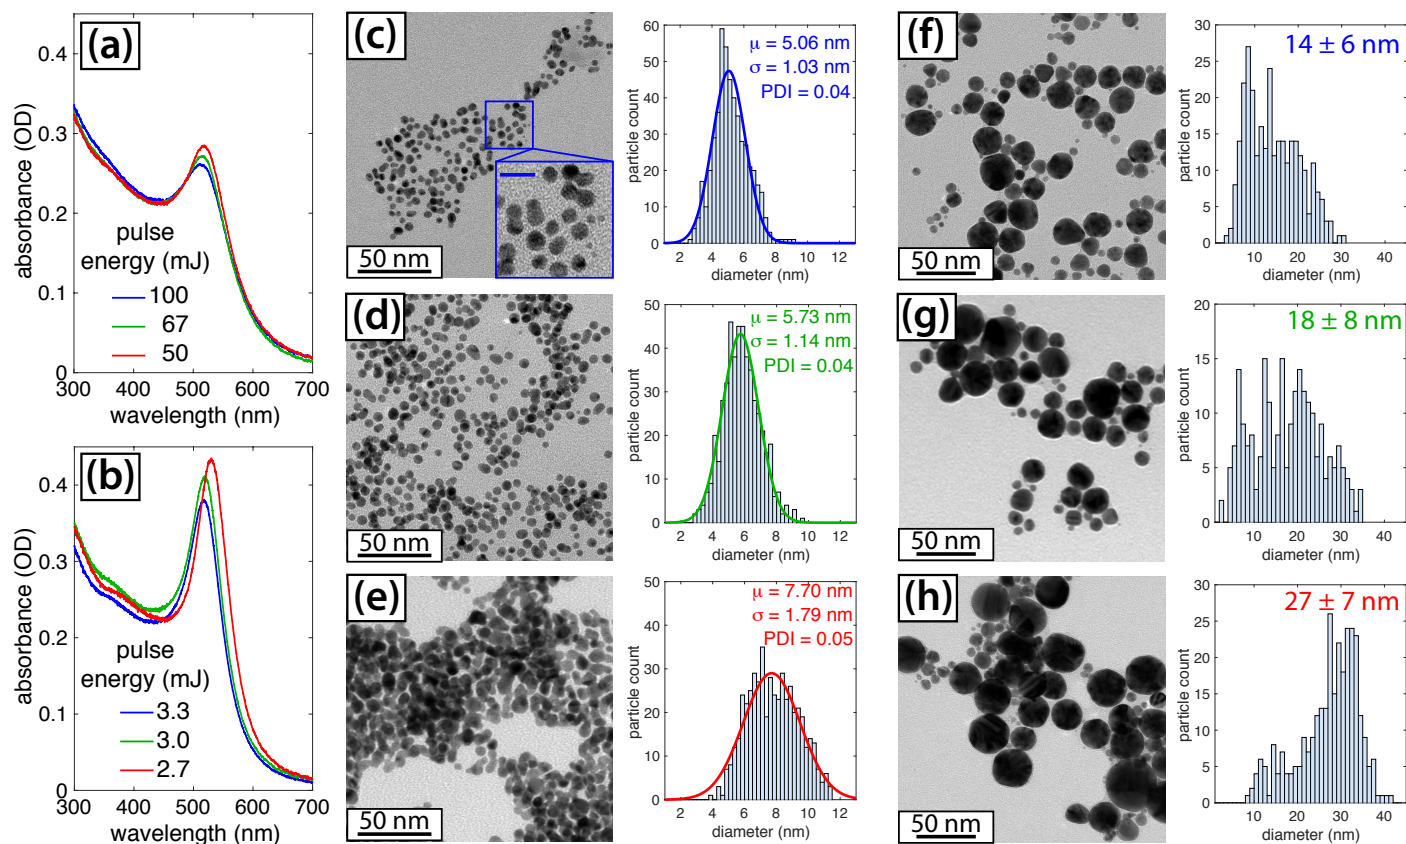 (a)
0.4
0.3
0.2
0.1
0
absorbance (OD)
pulse
energy (mJ)
100
67
50
300 400 500 600 700
wavelength (nm)
(b)
0.4
0.3
0.2
0.1
0
absorbance (OD)
pulse
energy (mJ)
3.3
3.0
2.7
300 400 500 600 700
wavelength (nm)
(c)
50 nm
60
50
40
30
20
10
0
particle count
μ = 5.06 nm
σ = 1.03 nm
PDI = 0.04
2 4 6 8 10 12
diameter (nm)
(d)
50 nm
50
40
30
20
10
0
particle count
μ = 5.73 nm
σ = 1.14 nm
PDI = 0.04
2 4 6 8 10 12
diameter (nm)
(e)
50 nm
50
40
30
20
10
0
particle count
μ = 7.70 nm
σ = 1.79 nm
PDI = 0.05
2 4 6 8 10 12
diameter (nm)
(f)
50 nm
30
25
20
15
10
5
0
particle count
14 ± 6 nm
10 20 30 40
diameter (nm)
(g)
50 nm
20
15
10
5
0
particle count
18 ± 8 nm
10 20 30 40
diameter (nm)
(h)
50 nm
30
25
20
15
10
5
0
particle count
27 ± 7 nm
10 20 30 40
diameter (nm)